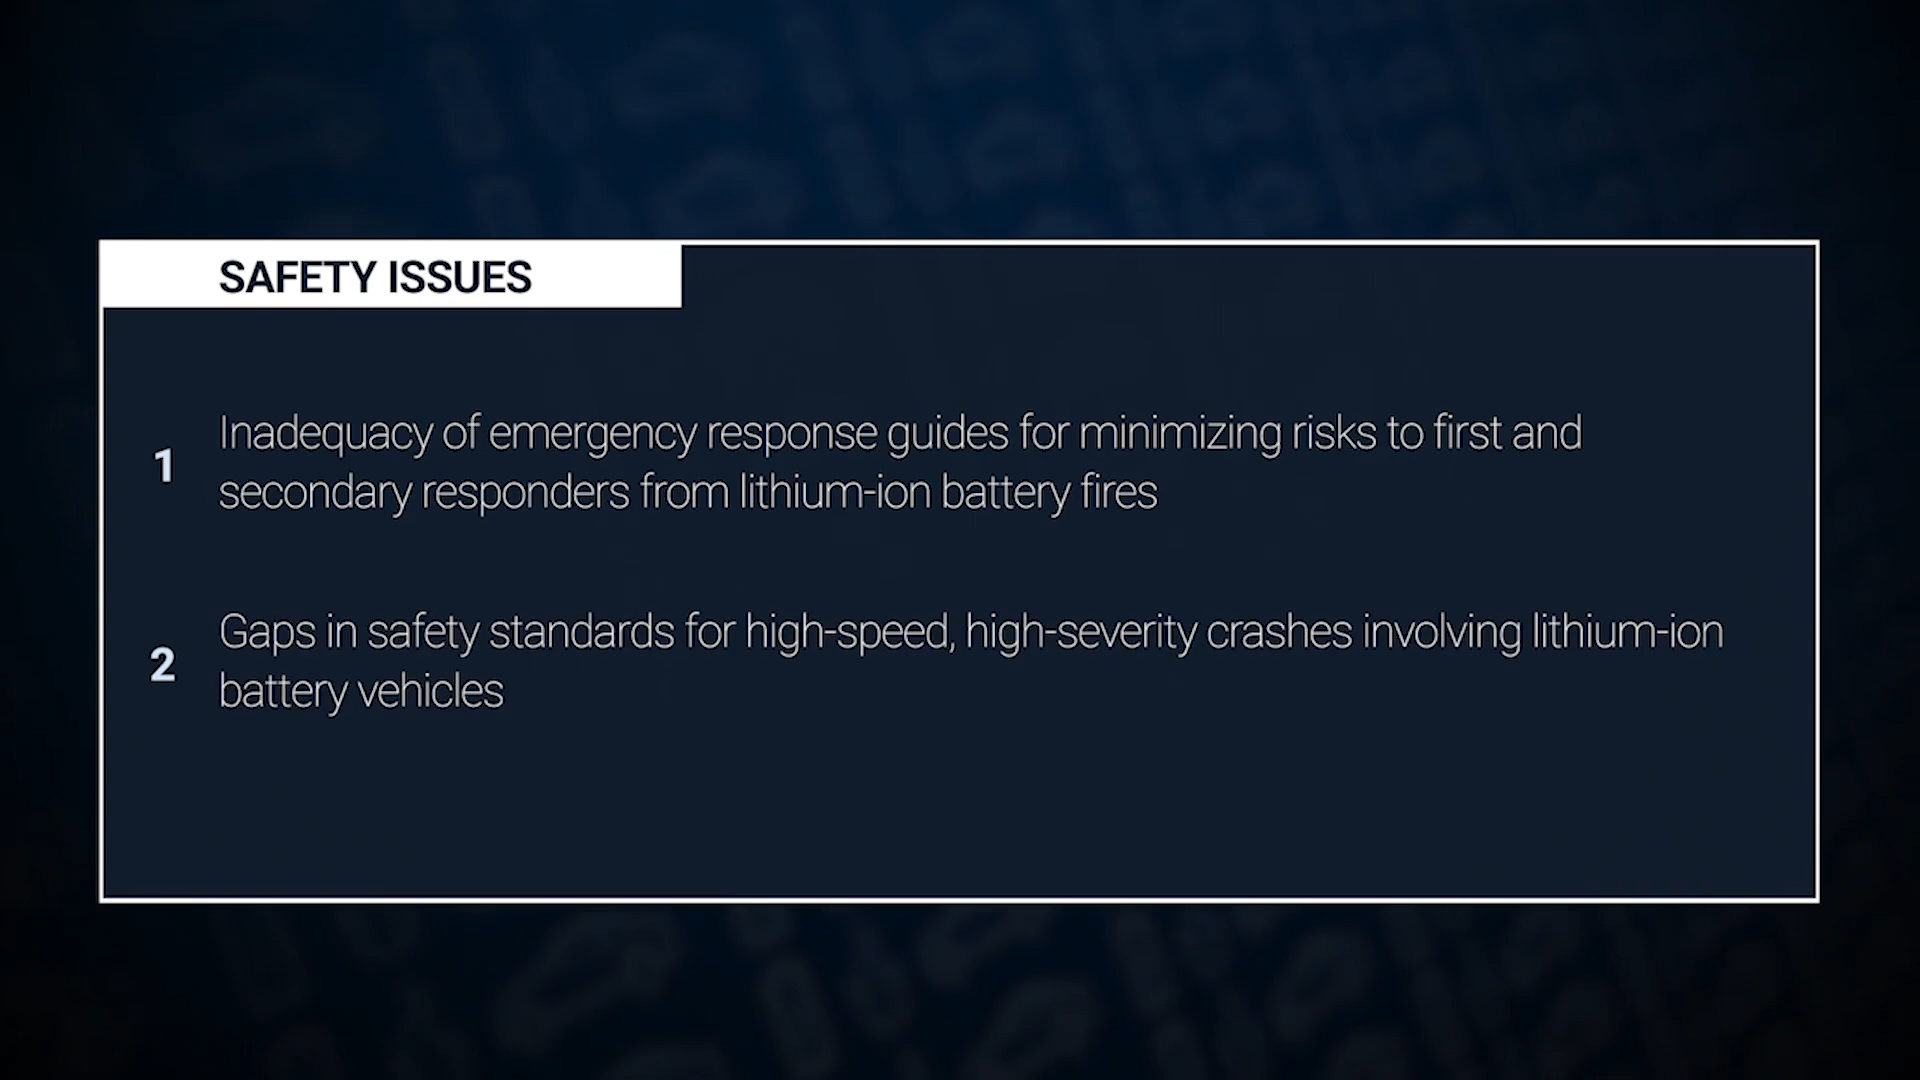 SAFETY ISSUES
1
Inadequacy of emergency response guides for minimizing risks to first and
secondary responders from lithium-ion battery fires
2
Gaps in safety standards for high-speed, high-severity crashes involving lithium-ion
battery vehicles